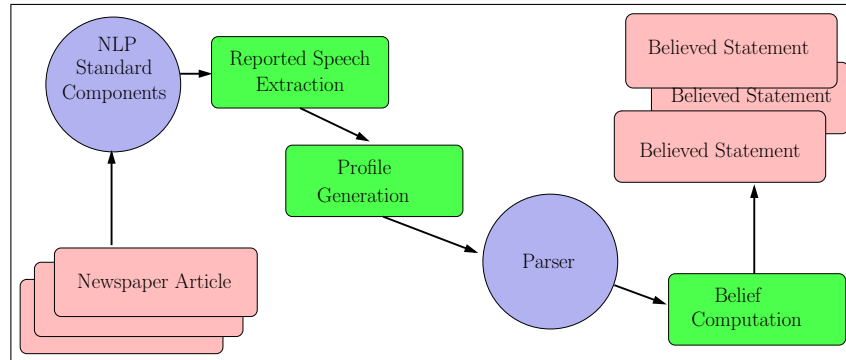 NLP
Standard
Components
Reported Speech
Extraction
Profile
Generation
Parser
Belief
Computation
Believed Statement
Believed Statement
Believed Statement
Newspaper Article